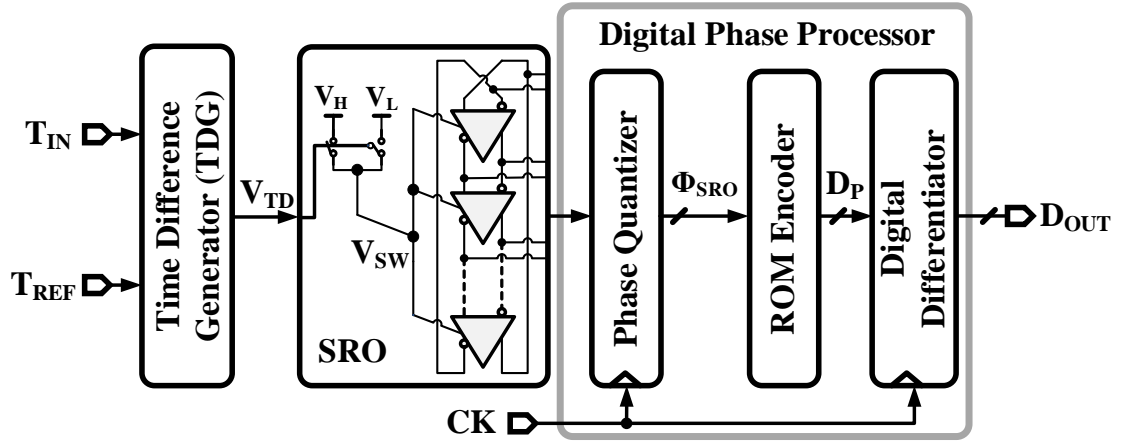 Digital Phase Processor
T_IN
T_REF
Time Difference
Generator (TDG)
V_TD
V_H
V_L
V_SW
SRO
Phase Quantizer
Φ_SRO
ROM Encoder
D_P
Digital
Differentiator
D_OUT
CK